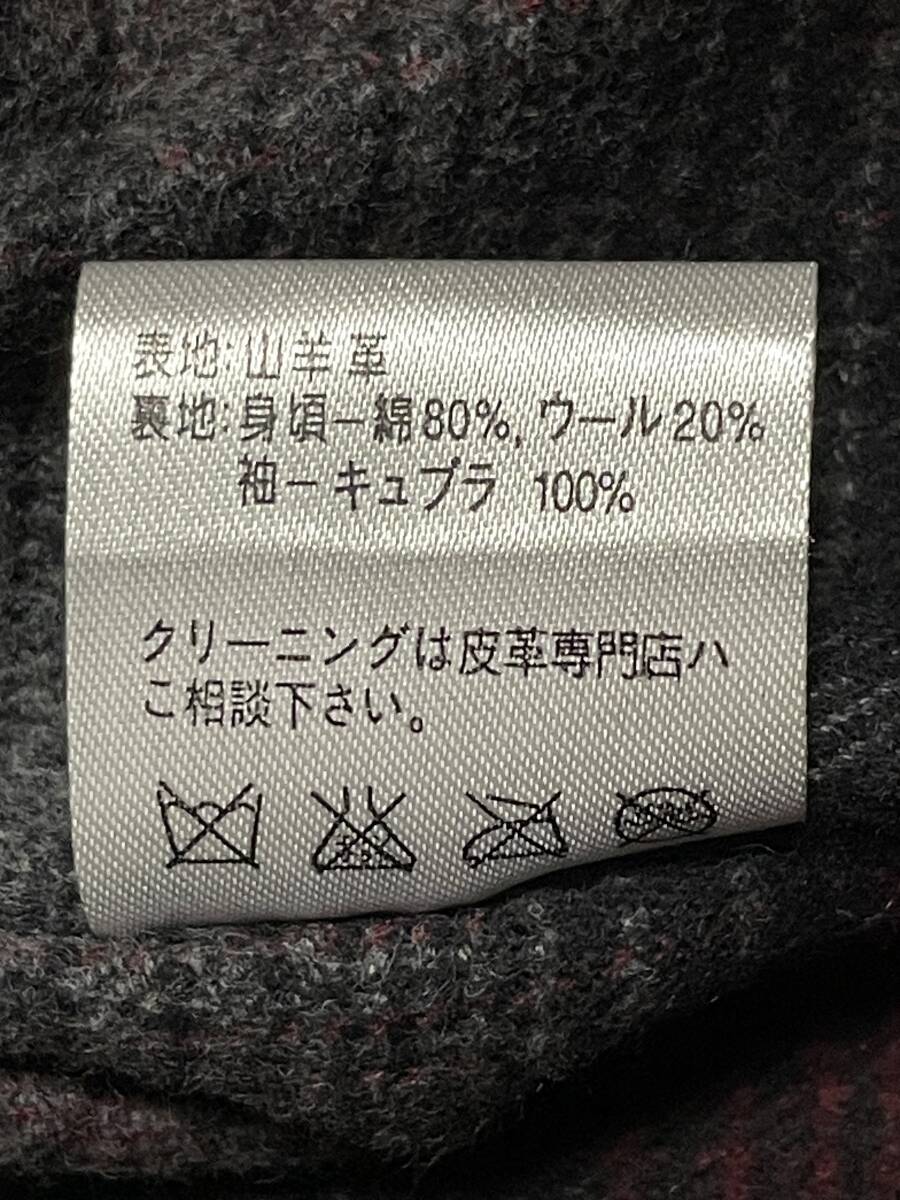 表地:山羊革
裏地:身頃ー綿80%, ウール20%
袖ーキュプラ 100%
クリーニングは皮革専門店ハ
ご相談下さい。